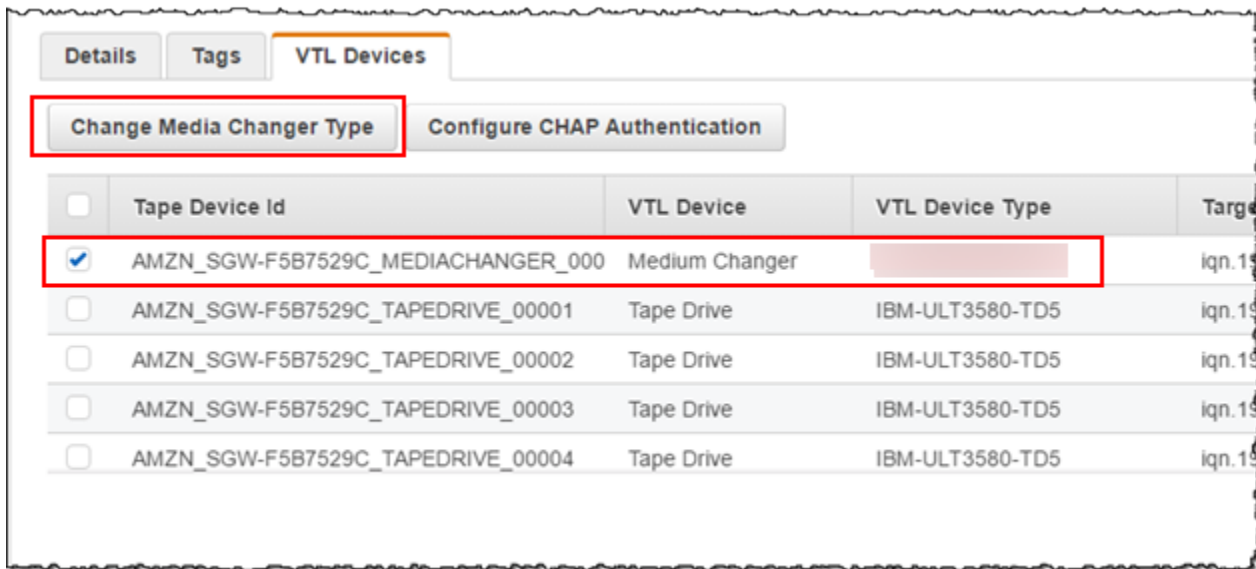 Details Tags VTL Devices
Change Media Changer Type Configure CHAP Authentication
Tape Device Id VTL Device VTL Device Type
AMZN_SGW-F5B7529C_MEDIACHANGER_000 Medium Changer
AMZN_SGW-F5B7529C_TAPEDRIVE_00001 Tape Drive IBM-ULT3580-TD5
AMZN_SGW-F5B7529C_TAPEDRIVE_00002 Tape Drive IBM-ULT3580-TD5
AMZN_SGW-F5B7529C_TAPEDRIVE_00003 Tape Drive IBM-ULT3580-TD5
AMZN_SGW-F5B7529C_TAPEDRIVE_00004 Tape Drive IBM-ULT3580-TD5